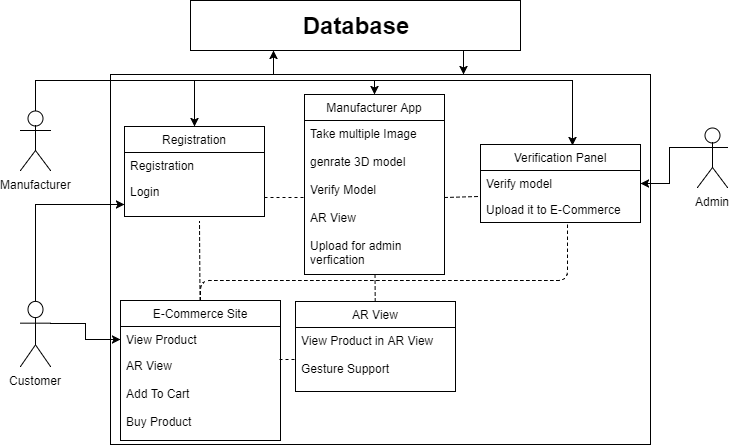 Database
Manufacturer
Customer
Admin
Registration
Registration
Login
Manufacturer App
Take multiple Image
genrate 3D model
Verify Model
AR View
Upload for admin
verfication
Verification Panel
Verify model
Upload it to E-Commerce
E-Commerce Site
View Product
AR View
Add To Cart
Buy Product
AR View
View Product in AR View
Gesture Support